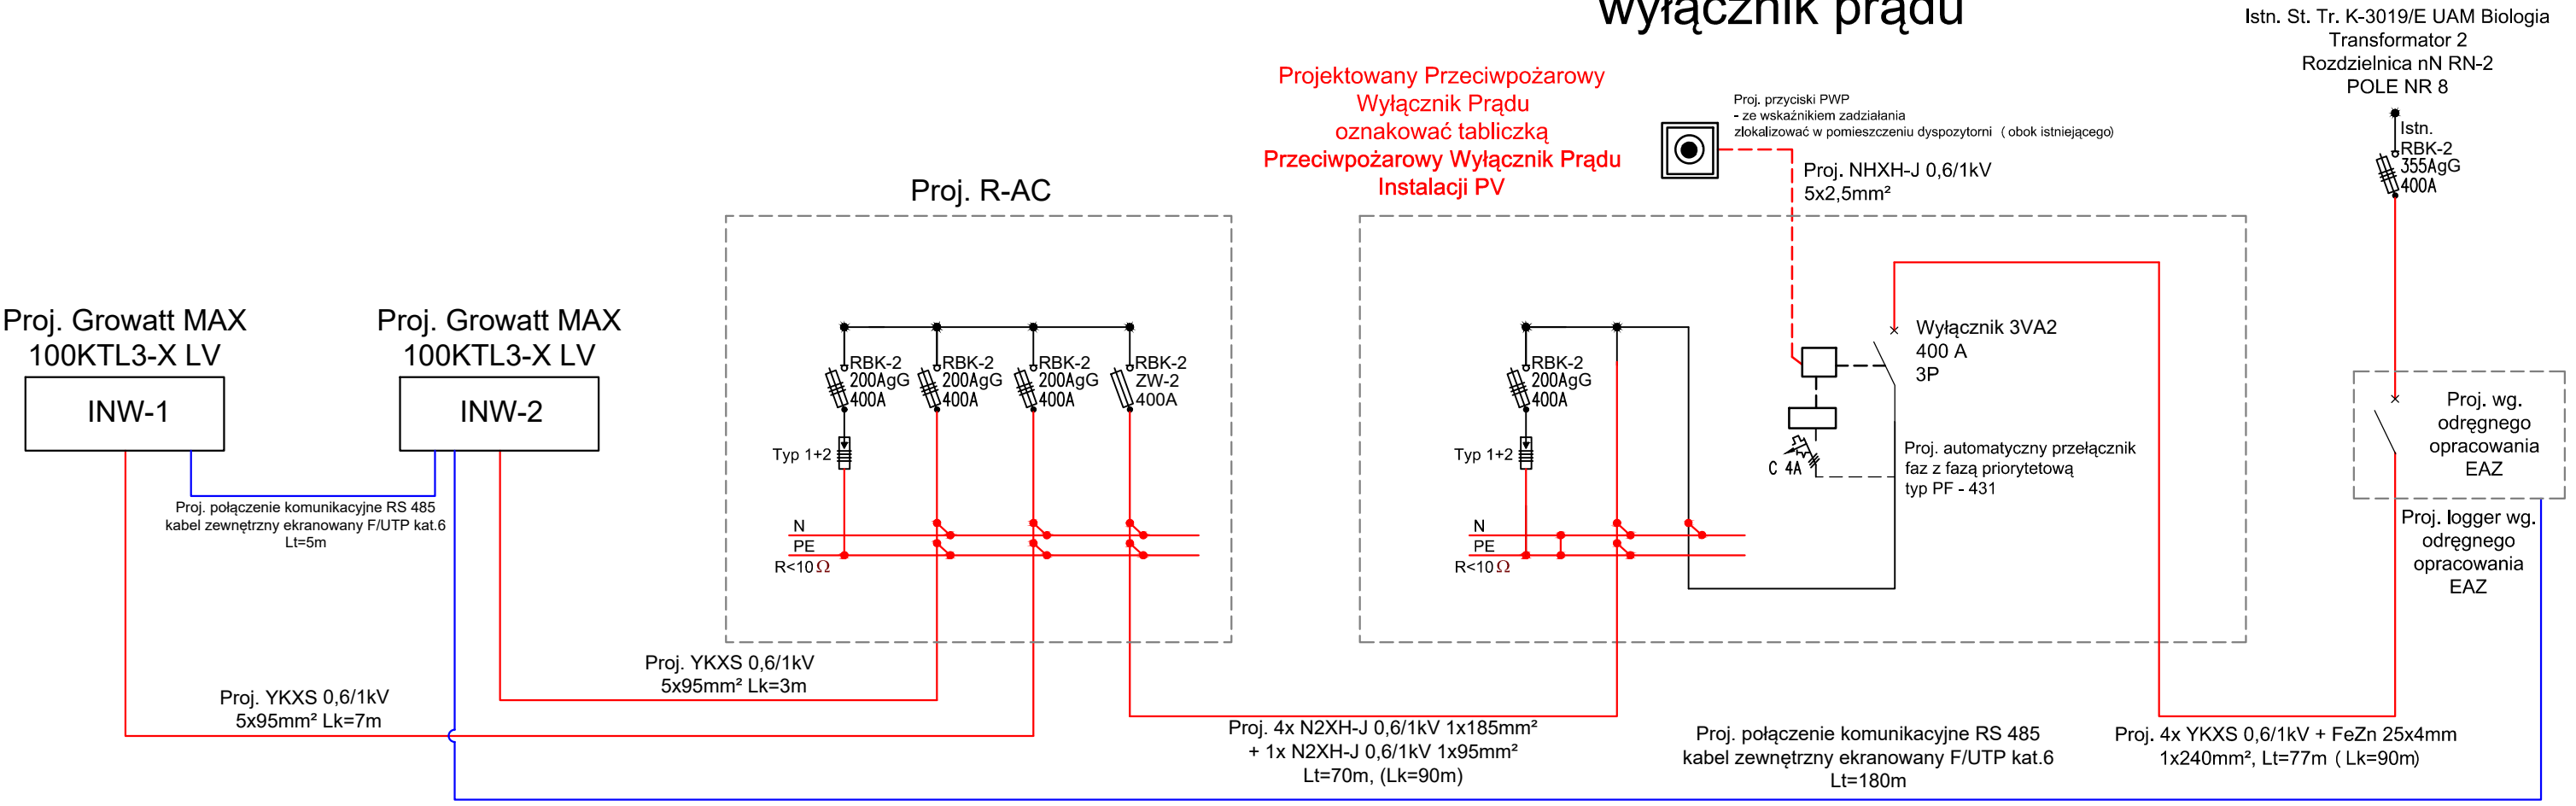 wyłącznik prądu
Istn. St. Tr. K-3019/E UAM Biologia
Transformator 2
Rozdzielnica nN RN-2
POLE NR 8
Istn.
RBK-2
355AgG
400A
Projektowany Przeciwpożarowy
Wyłącznik Prądu
oznakować tabliczką
Przeciwpożarowy Wyłącznik Prądu
Instalacji PV
Proj. przyciski PWP
- ze wskaźnikiem zadziałania
zlokalizować w pomieszczeniu dyspozytorni ( obok istniejącego)
Proj. NHXH-J 0,6/1kV
5x2,5mm²
Proj. R-AC
Proj. Growatt MAX
100KTL3-X LV
INW-1
Proj. Growatt MAX
100KTL3-X LV
INW-2
Proj. połączenie komunikacyjne RS 485
kabel zewnętrzny ekranowany F/UTP kat.6
Lt=5m
RBK-2
200AgG
400A
RBK-2
200AgG
400A
RBK-2
200AgG
400A
RBK-2
ZW-2
400A
Typ 1+2
N
PE
R<10 Ω
RBK-2
200AgG
400A
Typ 1+2
N
PE
R<10 Ω
Wyłącznik 3VA2
400 A
3P
C 4A
Proj. automatyczny przełącznik
faz z fazą priorytetową
typ PF - 431
Proj. wg.
odręgnego
opracowania
EAZ
Proj. logger wg.
odręgnego
opracowania
EAZ
Proj. YKXS 0,6/1kV
5x95mm² Lk=7m
Proj. YKXS 0,6/1kV
5x95mm² Lk=3m
Proj. 4x N2XH-J 0,6/1kV 1x185mm²
+ 1x N2XH-J 0,6/1kV 1x95mm²
Lt=70m, (Lk=90m)
Proj. połączenie komunikacyjne RS 485
kabel zewnętrzny ekranowany F/UTP kat.6
Lt=180m
Proj. 4x YKXS 0,6/1kV + FeZn 25x4mm
1x240mm², Lt=77m ( Lk=90m)